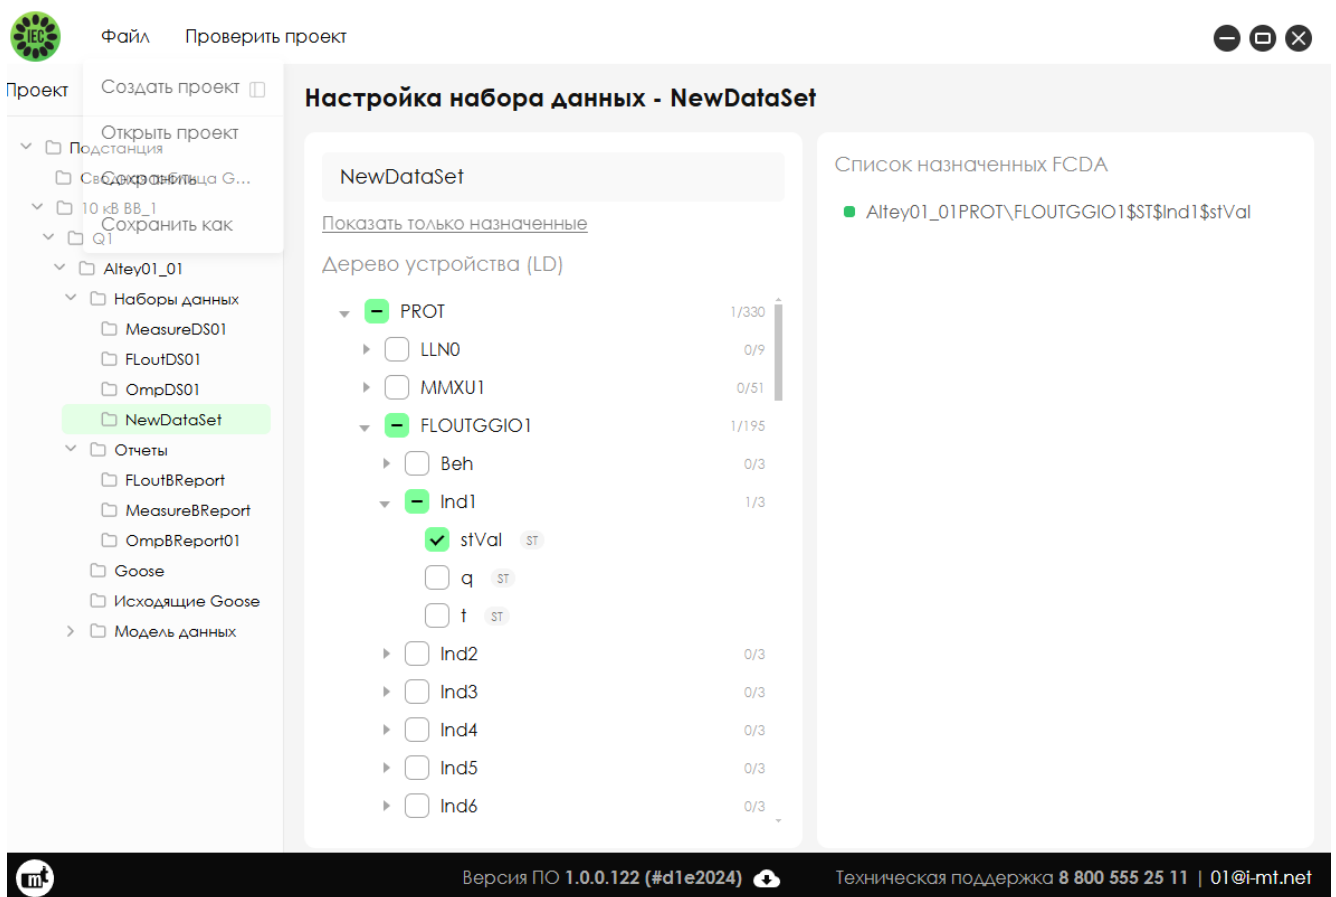 IEC
Файл
Проверить проект
Проект
Создать проект
Открыть проект
Сохранить
Сохранить как
Подстанция
Сводная таблица G...
10 кВ ВВ_1
Q1
Altey01_01
Наборы данных
MeasureDS01
FLoutDS01
OmpDS01
NewDataSet
Отчеты
FLoutBReport
MeasureBReport
OmpBReport01
Goose
Исходящие Goose
Модель данных
Настройка набора данных - NewDataSet
NewDataSet
Показать только назначенные
Дерево устройства (LD)
PROT 1/330
LLN0 0/9
MMXU1 0/51
FLOUTGGIO1 1/195
Beh 0/3
Ind1 1/3
stVal ST
q ST
t ST
Ind2 0/3
Ind3 0/3
Ind4 0/3
Ind5 0/3
Ind6 0/3
Список назначенных FCDA
Altey01_01PROT\FLOUTGGIO1$ST$Ind1$stVal
mt
Версия ПО 1.0.0.122 (#d1e2024)
Техническая поддержка 8 800 555 25 11 | 01@i-mt.net